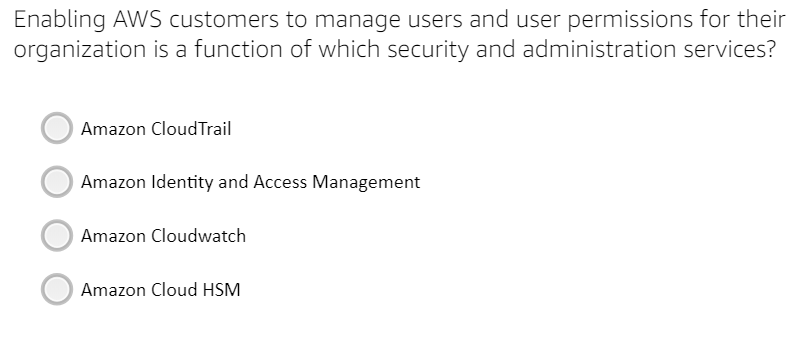 Enabling AWS customers to manage users and user permissions for their
organization is a function of which security and administration services?
Amazon CloudTrail
Amazon Identity and Access Management
Amazon Cloudwatch
Amazon Cloud HSM